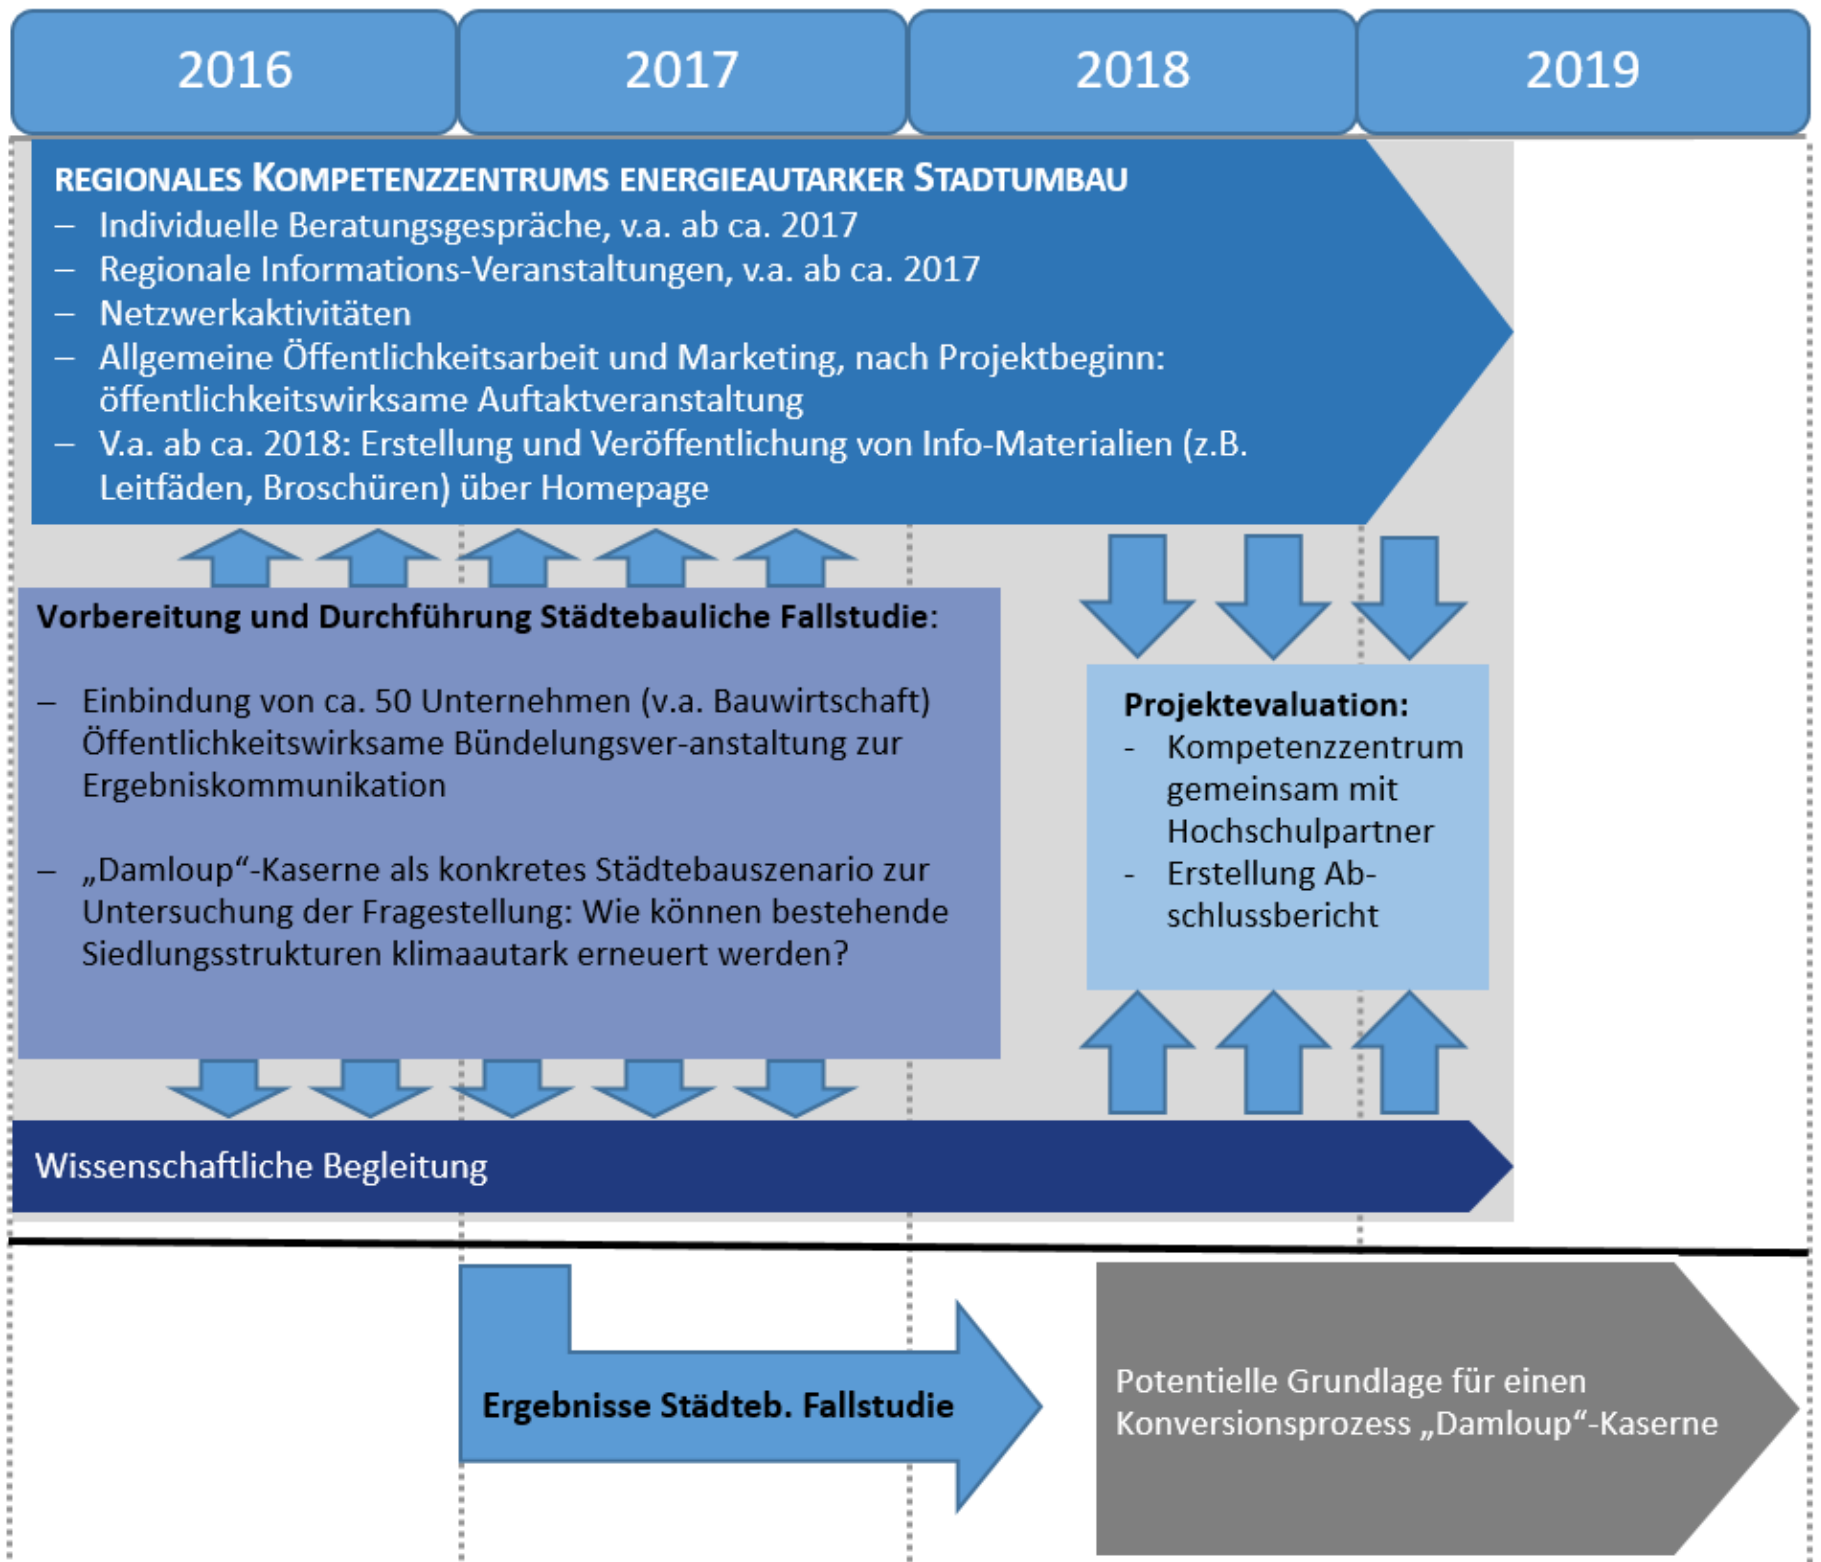 2016
2017
2018
2019
REGIONALES KOMPETENZZENTRUMS ENERGIEAUTARKER STADTUMBAU
– Individuelle Beratungsgespräche, v.a. ab ca. 2017
– Regionale Informations-Veranstaltungen, v.a. ab ca. 2017
– Netzwerkaktivitäten
– Allgemeine Öffentlichkeitsarbeit und Marketing, nach Projektbeginn:
öffentlichkeitswirksame Auftaktveranstaltung
– V.a. ab ca. 2018: Erstellung und Veröffentlichung von Info-Materialien (z.B.
Leitfäden, Broschüren) über Homepage
Vorbereitung und Durchführung Städtebauliche Fallstudie:
– Einbindung von ca. 50 Unternehmen (v.a. Bauwirtschaft)
Öffentlichkeitswirksame Bündelungsver-anstaltung zur
Ergebniskommunikation
– „Damloup“-Kaserne als konkretes Städtebauszenario zur
Untersuchung der Fragestellung: Wie können bestehende
Siedlungsstrukturen klimaautark erneuert werden?
Projektevaluation:
- Kompetenzzentrum
gemeinsam mit
Hochschulpartner
- Erstellung Ab-
schlussbericht
Wissenschaftliche Begleitung
Ergebnisse Städteb. Fallstudie
Potentielle Grundlage für einen
Konversionsprozess „Damloup“-Kaserne